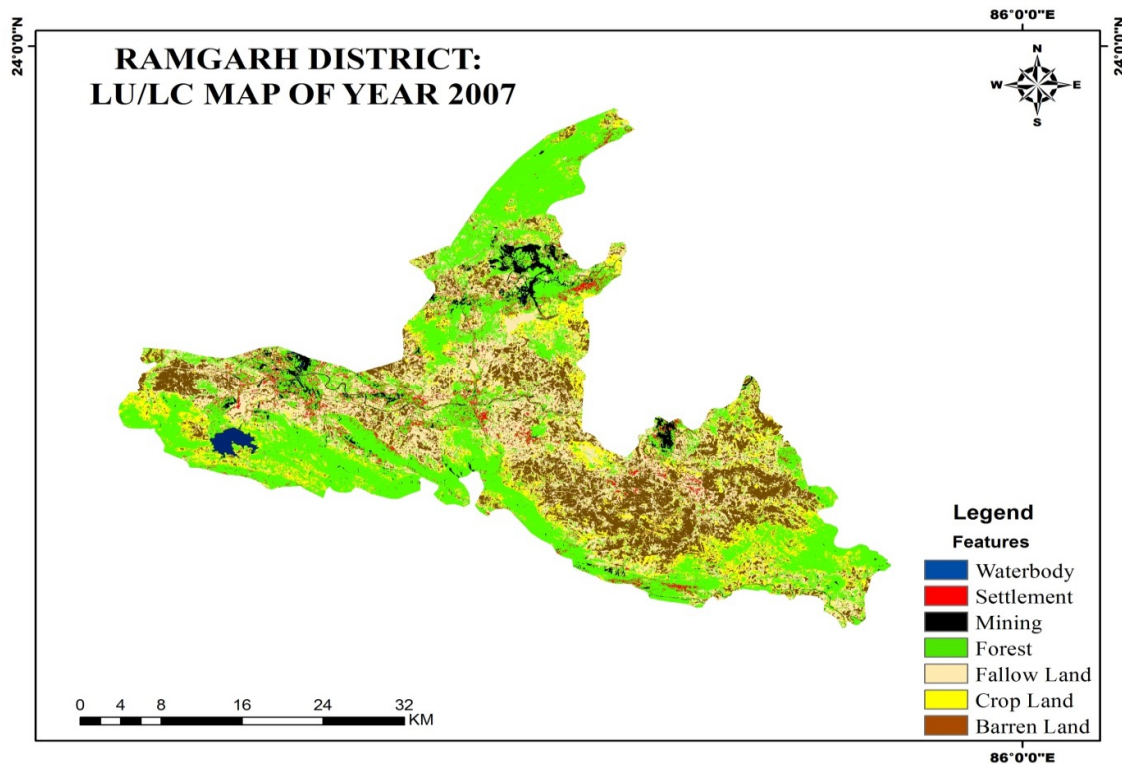 86°0'0"E
24°0'0"N
24°0'0"N
RAMGARH DISTRICT:
LU/LC MAP OF YEAR 2007
N
W E
S
Legend
Features
Waterbody
Settlement
Mining
Forest
Fallow Land
Crop Land
Barren Land
0 4 8 16 24 32
KM
86°0'0"E